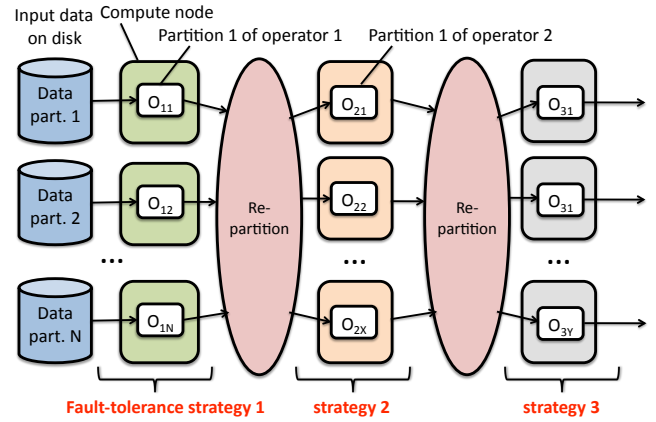 Input data
on disk
Compute node
Partition 1 of operator 1
Partition 1 of operator 2
Data
part. 1
O11
O21
O31
Data
part. 2
O12
Re-
partition
O22
Re-
partition
O31
...
...
...
Data
part. N
O1N
O2X
O3Y
Fault-tolerance strategy 1
strategy 2
strategy 3